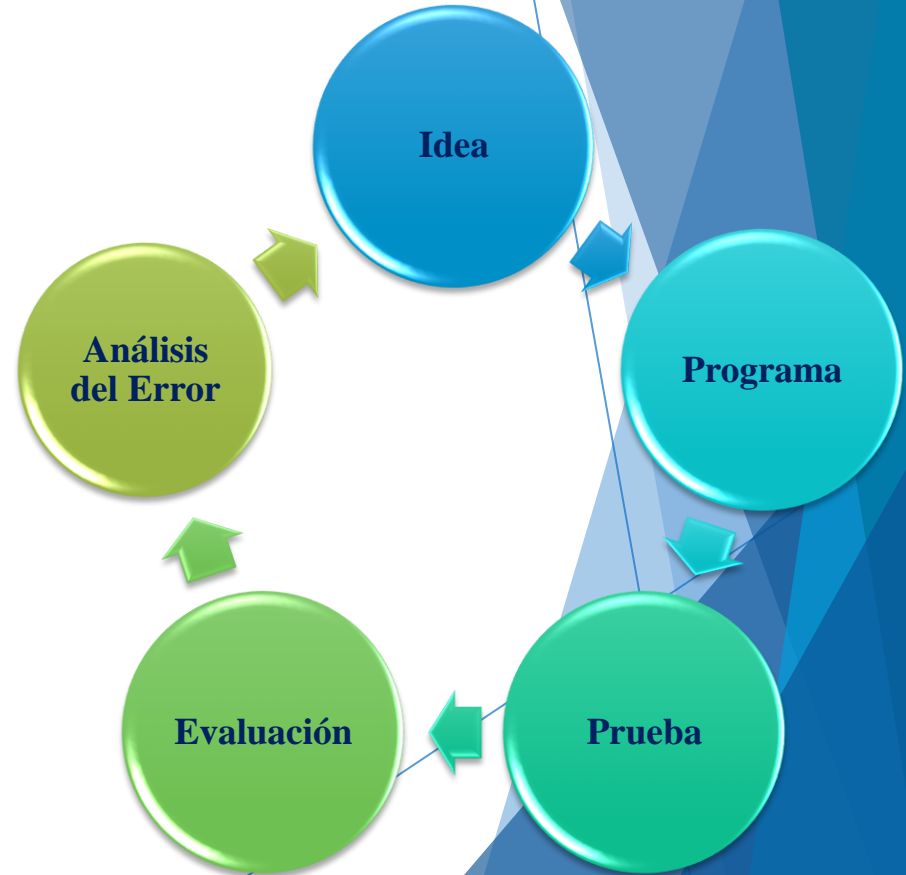 Idea
Programa
Prueba
Evaluación
Análisis
del Error